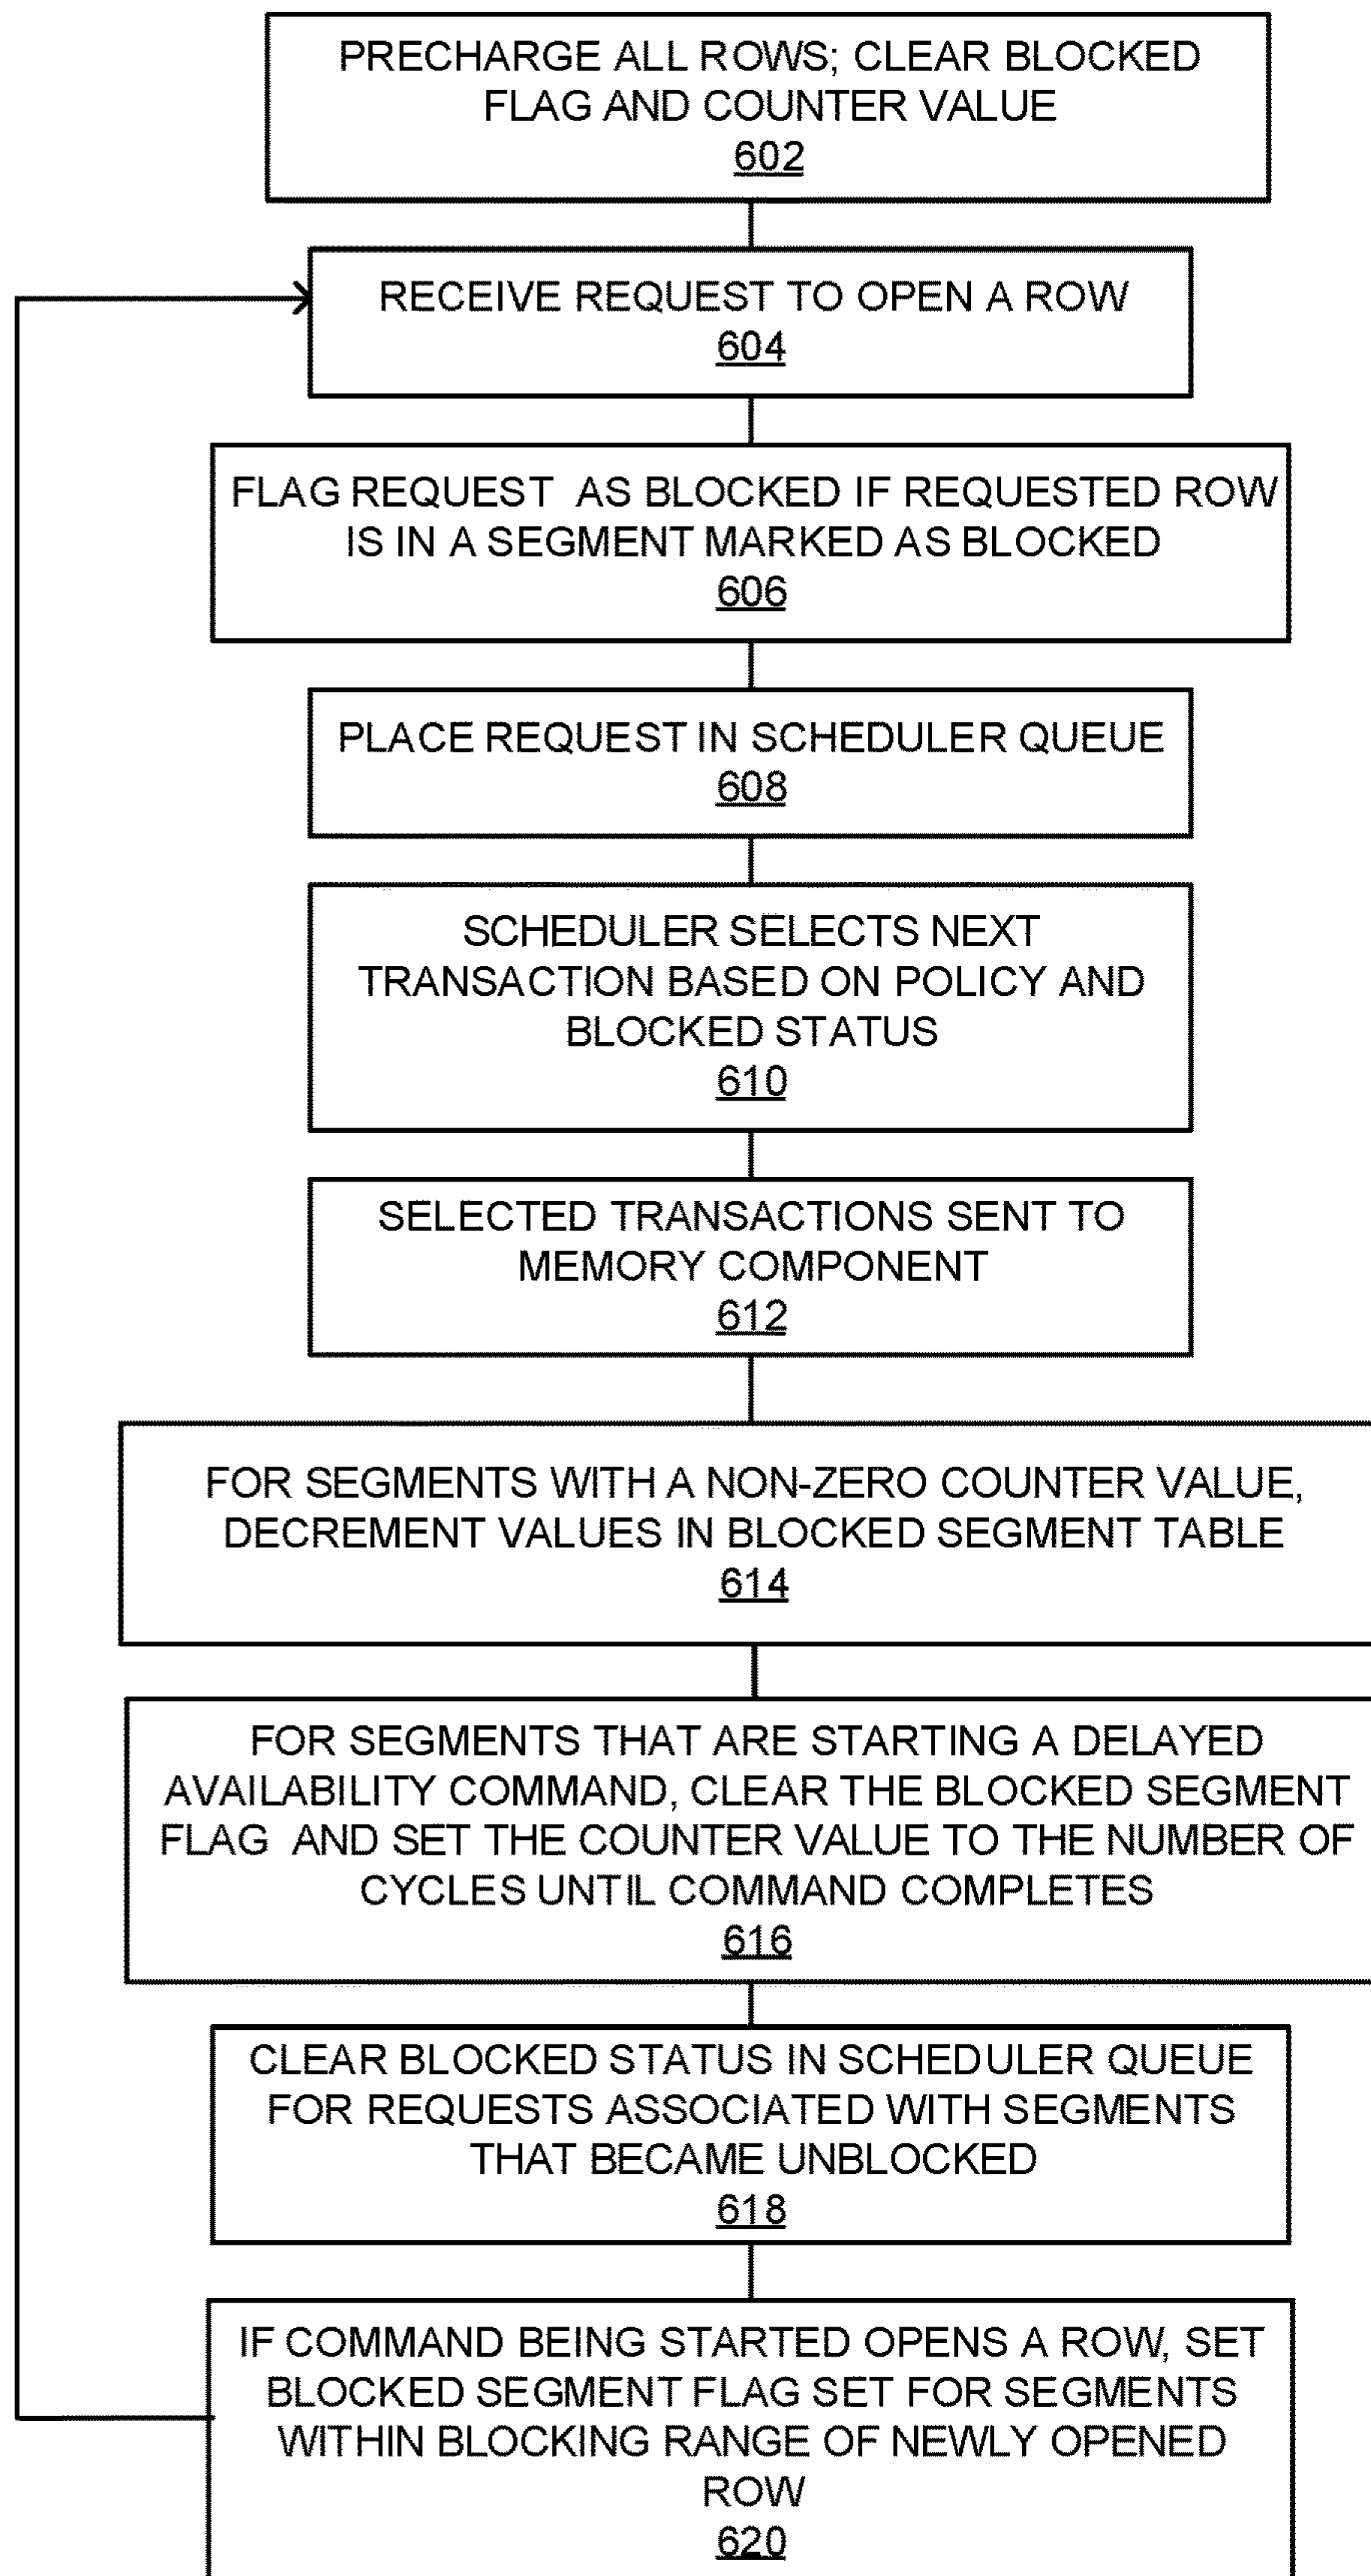 PRECHARGE ALL ROWS; CLEAR BLOCKED
FLAG AND COUNTER VALUE
602
RECEIVE REQUEST TO OPEN A ROW
604
FLAG REQUEST AS BLOCKED IF REQUESTED ROW
IS IN A SEGMENT MARKED AS BLOCKED
606
PLACE REQUEST IN SCHEDULER QUEUE
608
SCHEDULER SELECTS NEXT
TRANSACTION BASED ON POLICY AND
BLOCKED STATUS
610
SELECTED TRANSACTIONS SENT TO
MEMORY COMPONENT
612
FOR SEGMENTS WITH A NON-ZERO COUNTER VALUE,
DECREMENT VALUES IN BLOCKED SEGMENT TABLE
614
FOR SEGMENTS THAT ARE STARTING A DELAYED
AVAILABILITY COMMAND, CLEAR THE BLOCKED SEGMENT
FLAG AND SET THE COUNTER VALUE TO THE NUMBER OF
CYCLES UNTIL COMMAND COMPLETES
616
CLEAR BLOCKED STATUS IN SCHEDULER QUEUE
FOR REQUESTS ASSOCIATED WITH SEGMENTS
THAT BECAME UNBLOCKED
618
IF COMMAND BEING STARTED OPENS A ROW, SET
BLOCKED SEGMENT FLAG SET FOR SEGMENTS
WITHIN BLOCKING RANGE OF NEWLY OPENED
ROW
620